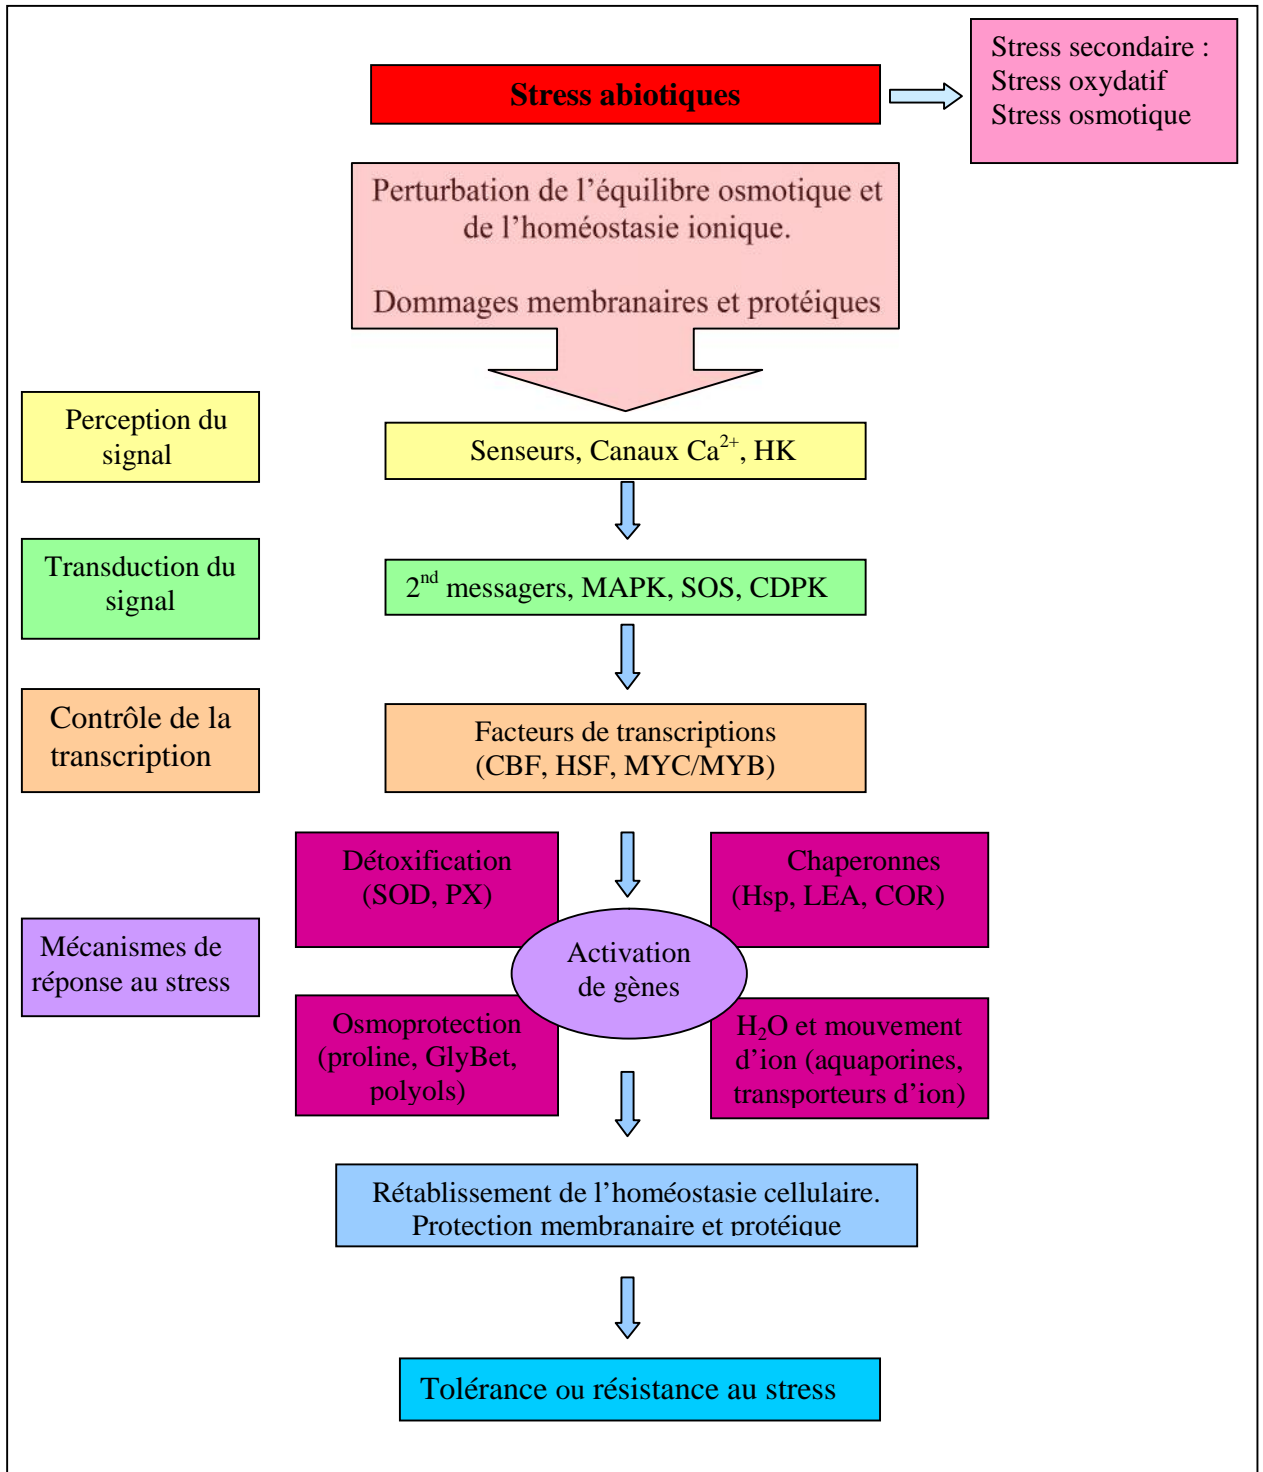 Stress abiotiques
Stress secondaire :
Stress oxydatif
Stress osmotique
Perturbation de l’équilibre osmotique et
de l’homéostasie ionique.
Dommages membranaires et protéiques
Perception du
signal
Senseurs, Canaux Ca²⁺, HK
Transduction du
signal
2ⁿᵈ messagers, MAPK, SOS, CDPK
Contrôle de la
transcription
Facteurs de transcriptions
(CBF, HSF, MYC/MYB)
Détoxification
(SOD, PX)
Chaperonnes
(Hsp, LEA, COR)
Mécanismes de
réponse au stress
Activation
de gènes
Osmoprotection
(proline, GlyBet,
polyols)
H₂O et mouvement
d’ion (aquaporines,
transporteurs d’ion)
Rétablissement de l’homéostasie cellulaire.
Protection membranaire et protéique
Tolérance ou résistance au stress